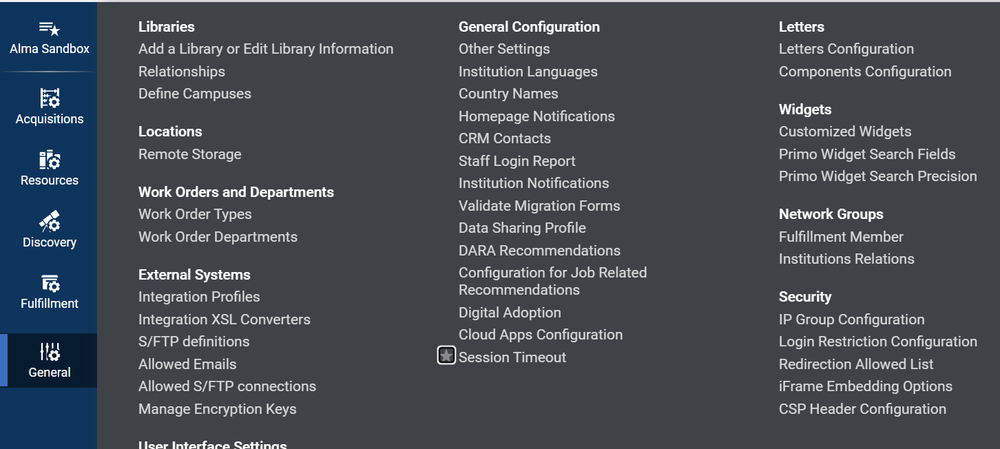 Alma Sandbox
Acquisitions
Resources
Discovery
Fulfillment
General
Libraries
Add a Library or Edit Library Information
Relationships
Define Campuses
Locations
Remote Storage
Work Orders and Departments
Work Order Types
Work Order Departments
External Systems
Integration Profiles
Integration XSL Converters
S/FTP definitions
Allowed Emails
Allowed S/FTP connections
Manage Encryption Keys
User Interface Settings
General Configuration
Other Settings
Institution Languages
Country Names
Homepage Notifications
CRM Contacts
Staff Login Report
Institution Notifications
Validate Migration Forms
Data Sharing Profile
DARA Recommendations
Configuration for Job Related
Recommendations
Digital Adoption
Cloud Apps Configuration
Session Timeout
Letters
Letters Configuration
Components Configuration
Widgets
Customized Widgets
Primo Widget Search Fields
Primo Widget Search Precision
Network Groups
Fulfillment Member
Institutions Relations
Security
IP Group Configuration
Login Restriction Configuration
Redirection Allowed List
iFrame Embedding Options
CSP Header Configuration